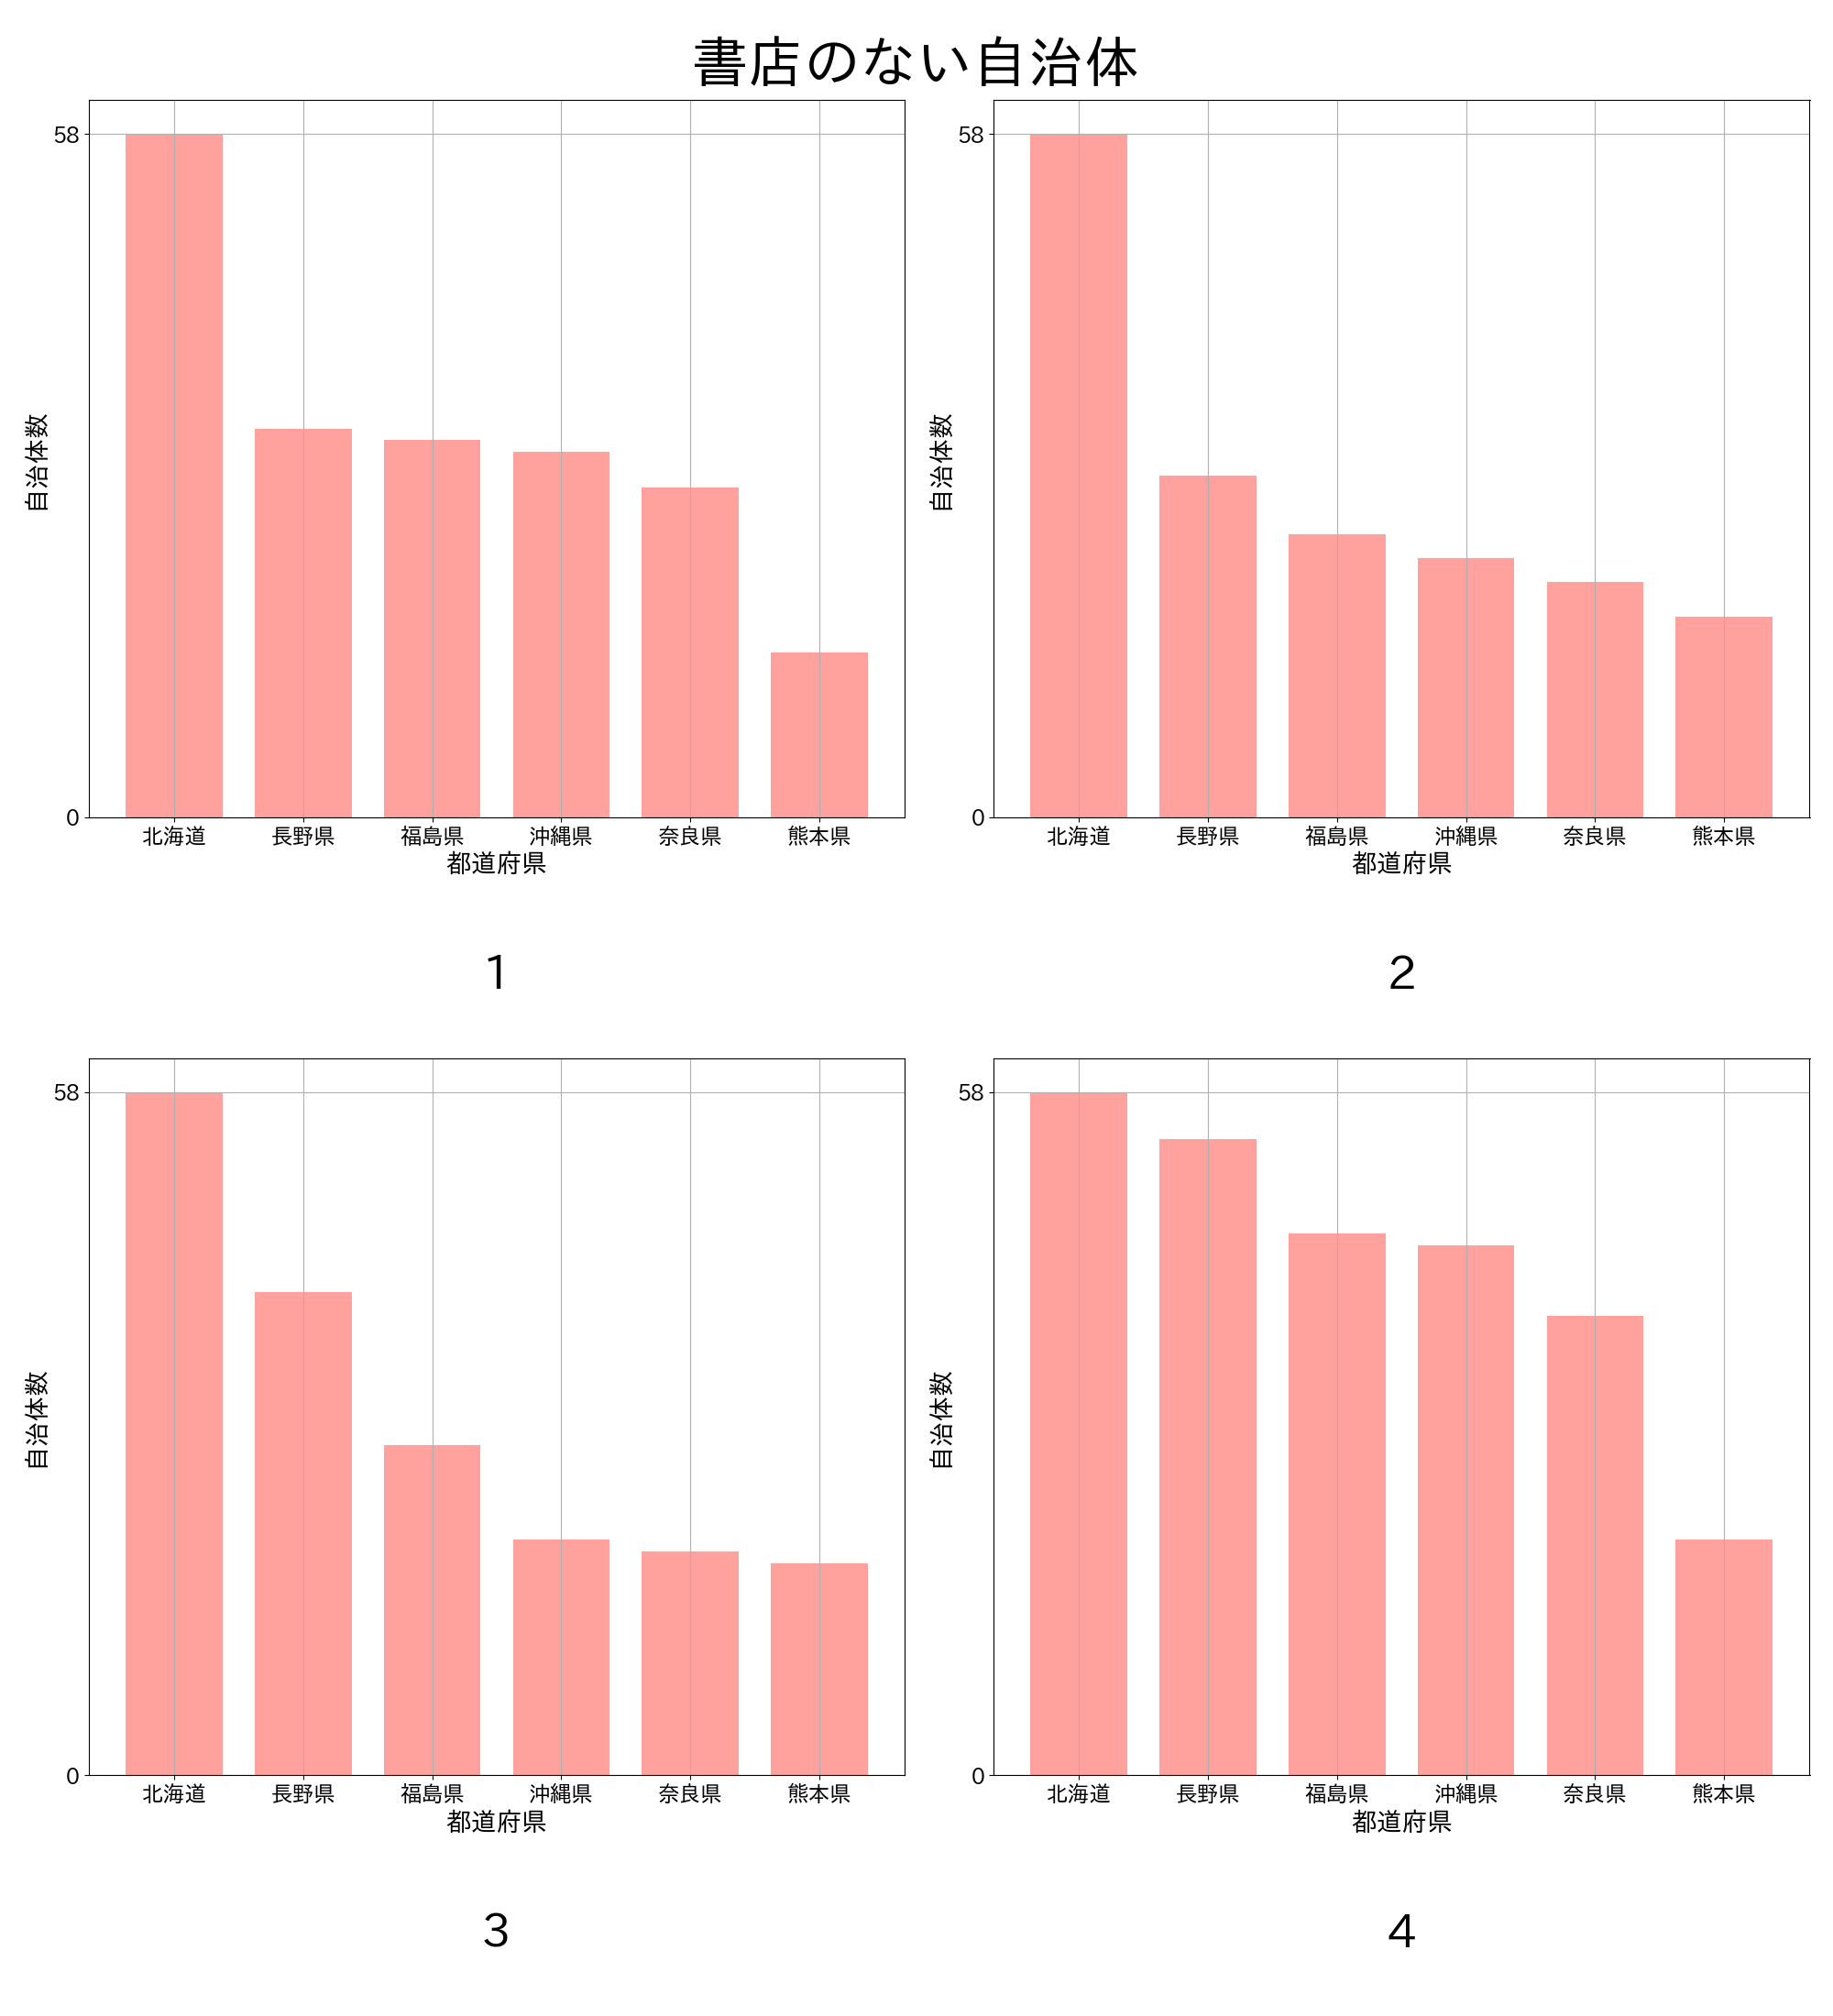 書店のない自治体
58
0
自治体数
北海道 長野県 福島県 沖縄県 奈良県 熊本県
都道府県
1
58
0
自治体数
北海道 長野県 福島県 沖縄県 奈良県 熊本県
都道府県
2
58
0
自治体数
北海道 長野県 福島県 沖縄県 奈良県 熊本県
都道府県
3
58
0
自治体数
北海道 長野県 福島県 沖縄県 奈良県 熊本県
都道府県
4